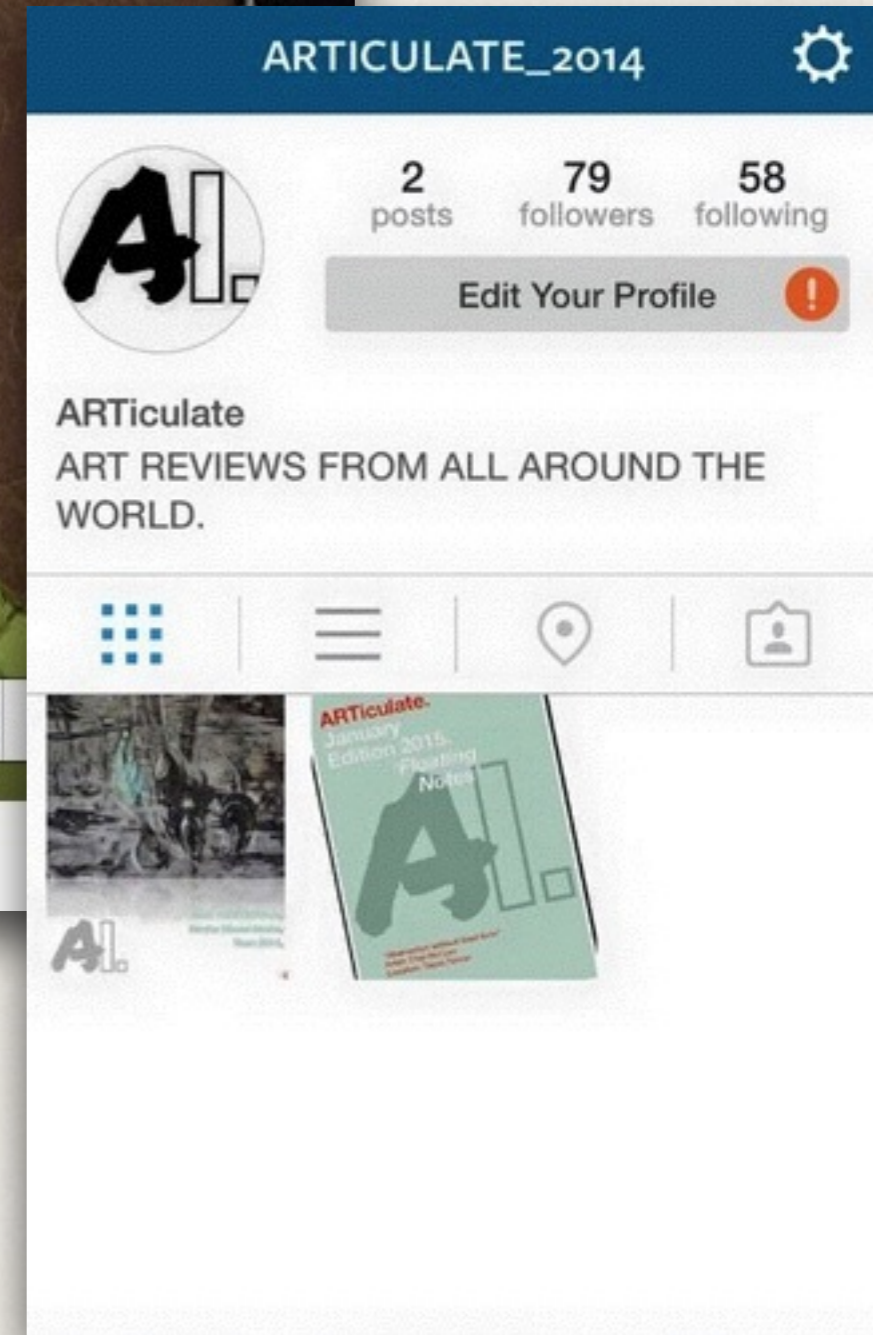 ARTICULATE_2014
A|.
2 79 58
posts followers following
Edit Your Profile !
ARTiculate
ART REVIEWS FROM ALL AROUND THE
WORLD.
ARTiculate.
January
Edition 2015.
Floating
Notes
A|.
A|.